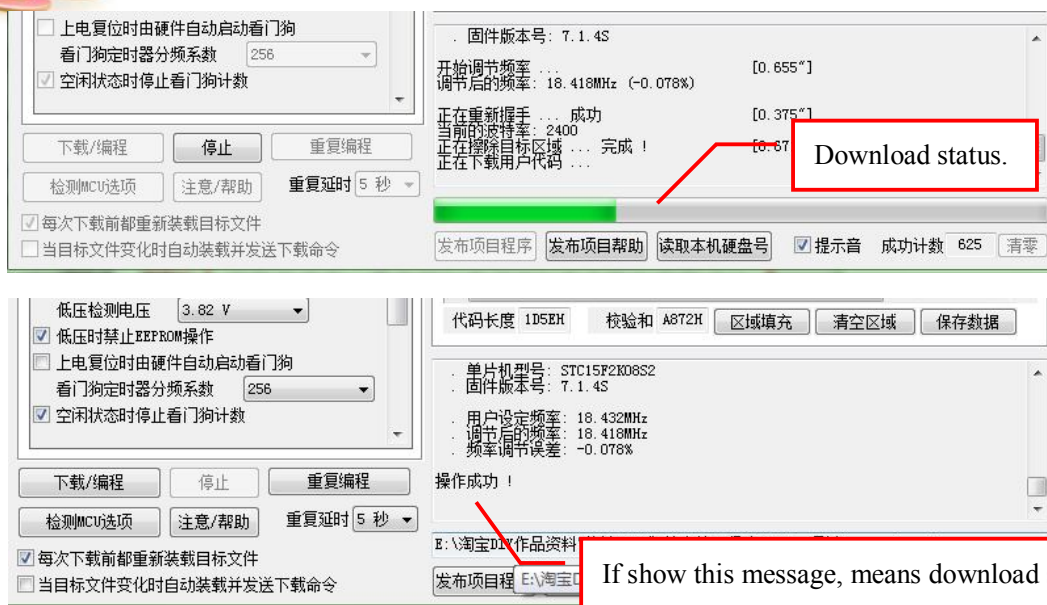 上电复位时由硬件自动启动看门狗
看门狗定时器分频系数 256
空闲状态时停止看门狗计数
下载/编程 停止 重复编程
检测MCU选项 注意/帮助 重复延时 5 秒
每次下载前都重新装载目标文件
当目标文件变化时自动装载并发送下载命令
. 固件版本号: 7.1.4S
开始调节频率 ... [0.655"]
调节后的频率: 18.418MHz (-0.078%)
正在重新握手 ... 成功 [0.375"]
当前的波特率: 2400
正在擦除目标区域 ... 完成 ! [0.67
正在下载用户代码 ...
Download status.
发布项目程序 发布项目帮助 读取本机硬盘号 提示音 成功计数 625 清零
低压检测电压 3.82 V
低压时禁止EEPROM操作
上电复位时由硬件自动启动看门狗
看门狗定时器分频系数 256
空闲状态时停止看门狗计数
下载/编程 停止 重复编程
检测MCU选项 注意/帮助 重复延时 5 秒
每次下载前都重新装载目标文件
当目标文件变化时自动装载并发送下载命令
代码长度 1D5EH 校验和 A872H 区域填充 清空区域 保存数据
. 单片机型号: STC15F2K08S2
. 固件版本号: 7.1.4S
. 用户设定频率: 18.432MHz
. 调节后的频率: 18.418MHz
. 频率调节误差: -0.078%
操作成功 !
E:\淘宝DIY作品资料
发布项目程 E:\淘宝D
If show this message, means download